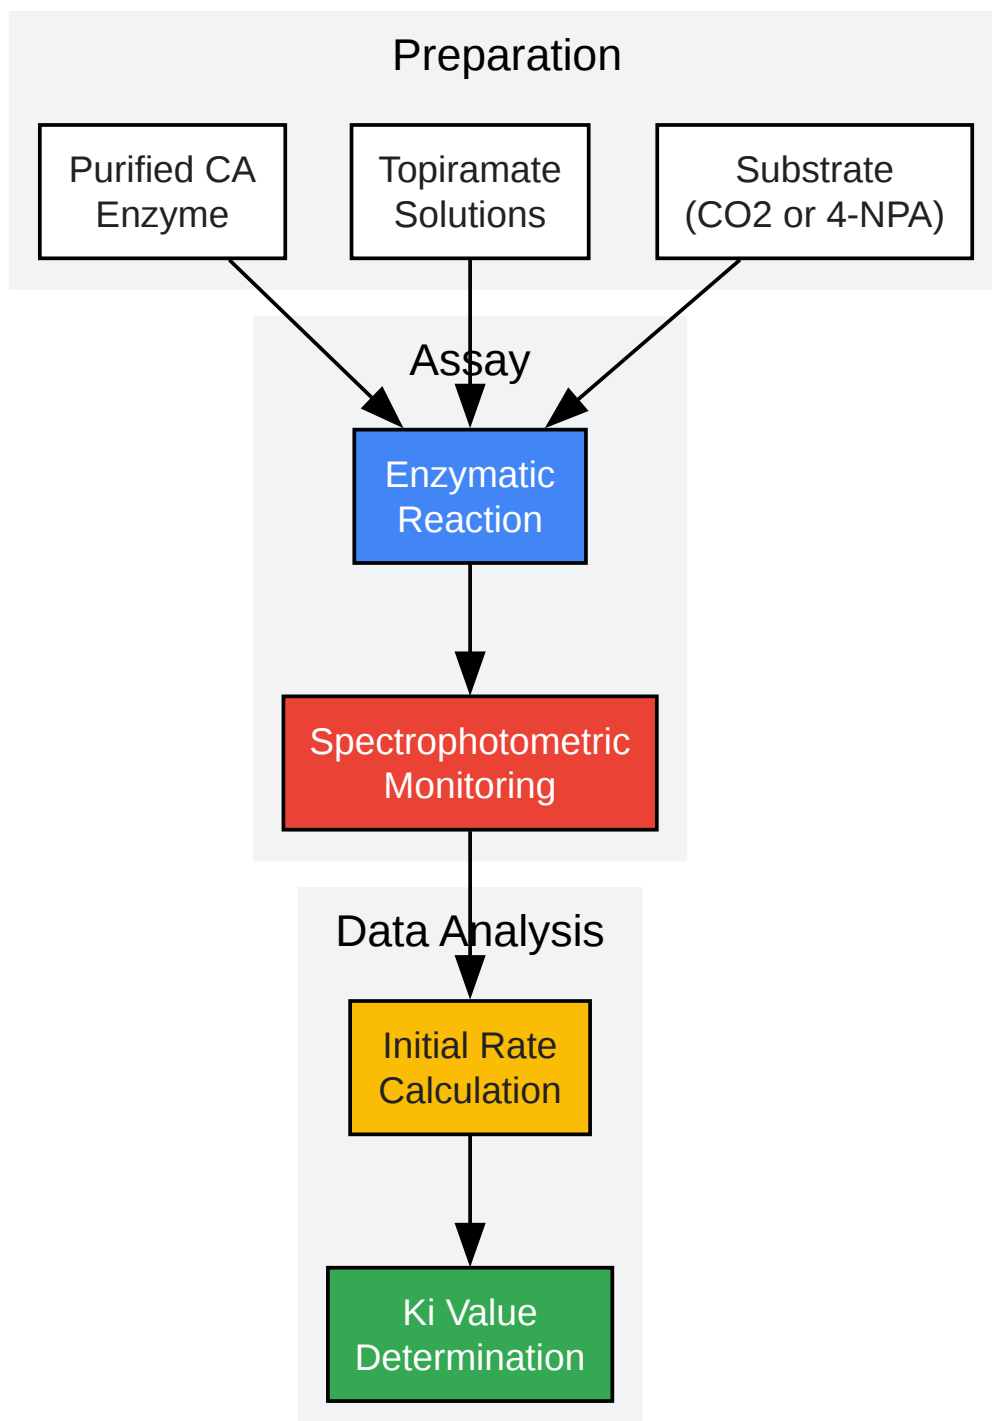 Preparation
Purified CA
Enzyme
Topiramate
Solutions
Substrate
(CO2 or 4-NPA)
Assay
Enzymatic
Reaction
Spectrophotometric
Monitoring
Data Analysis
Initial Rate
Calculation
Ki Value
Determination